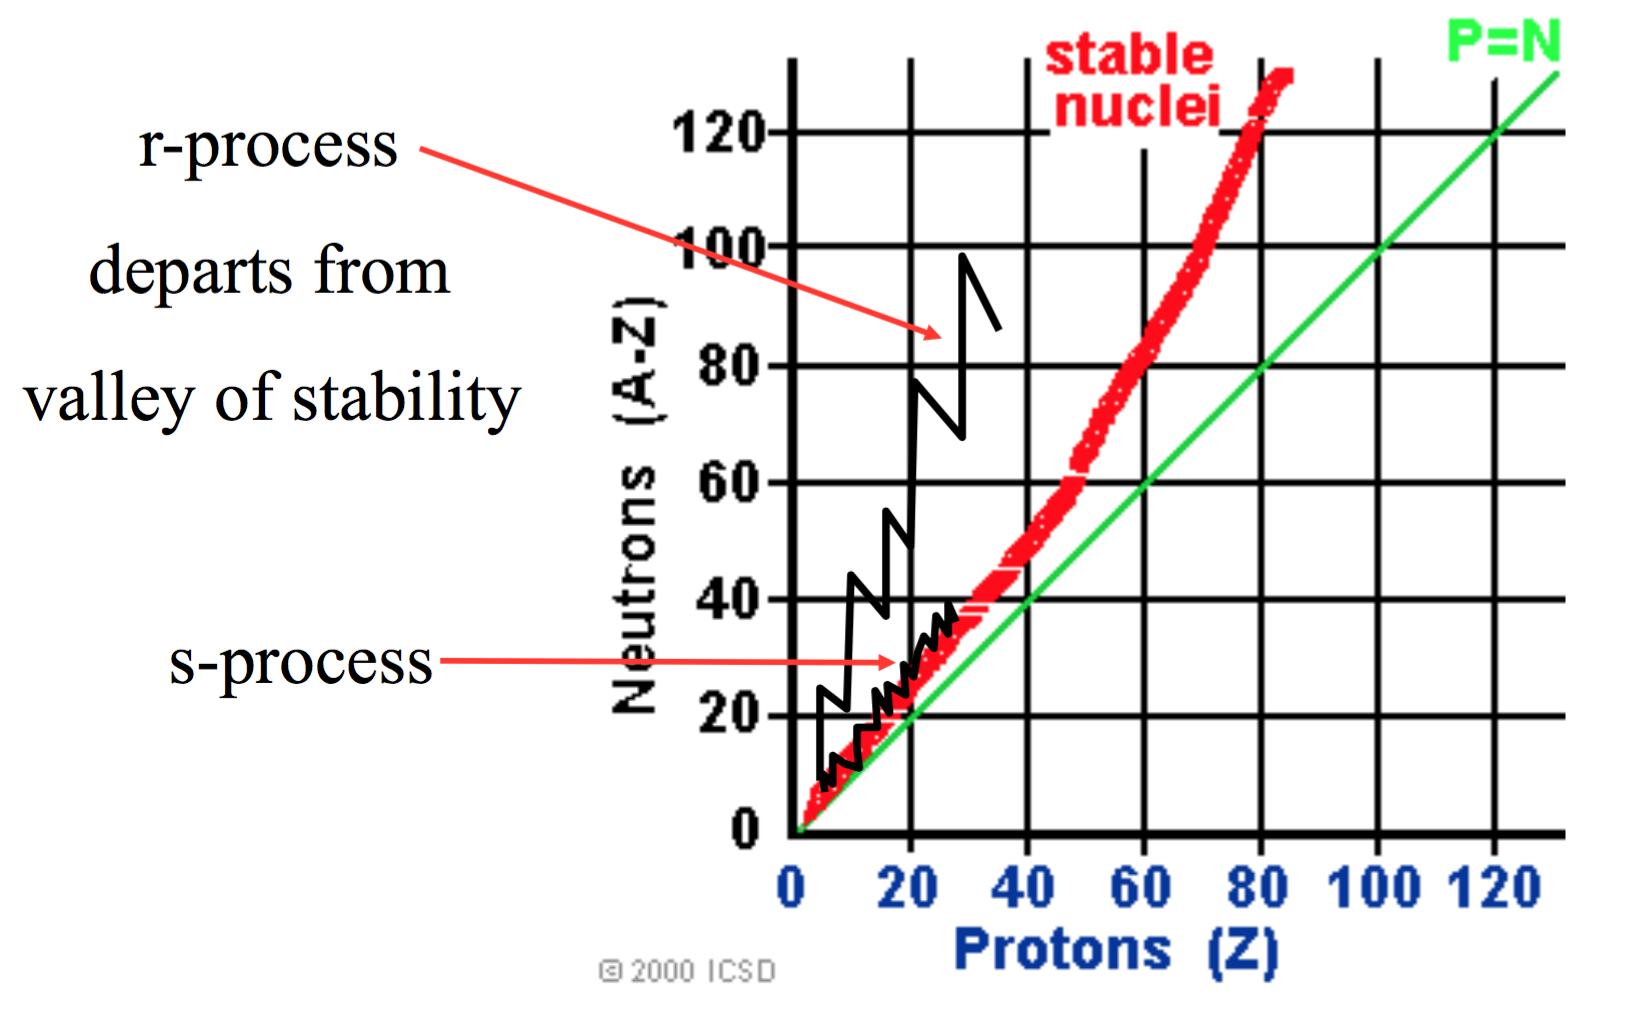 r-process
departs from
valley of stability
s-process
stable
nuclei
P=N
Neutrons (A-Z)
120
100
80
60
40
20
0
0 20 40 60 80 100 120
Protons (Z)
© 2000 ICSD